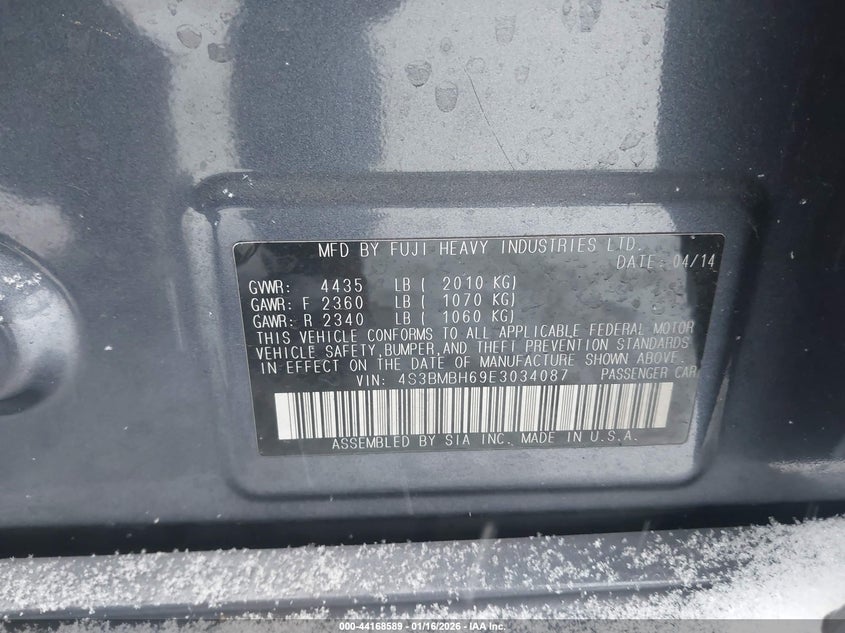 MFD BY FUJI HEAVY INDUSTRIES LTD.
DATE: 04/14
GVWR: 4435 LB ( 2010 KG)
GAWR: F 2360 LB ( 1070 KG)
GAWR: R 2340 LB ( 1060 KG)
THIS VEHICLE CONFORMS TO ALL APPLICABLE FEDERAL MOTOR
VEHICLE SAFETY,BUMPER,AND THEFT PREVENTION STANDARDS
IN EFFECT ON THE DATE OF MANUFACTURE SHOWN ABOVE.
VIN: 4S3BMBH69E3034087 PASSENGER CAR
ASSEMBLED BY SIA INC. MADE IN U.S.A.
000-44168589 - 01/16/2026 - IAA Inc.